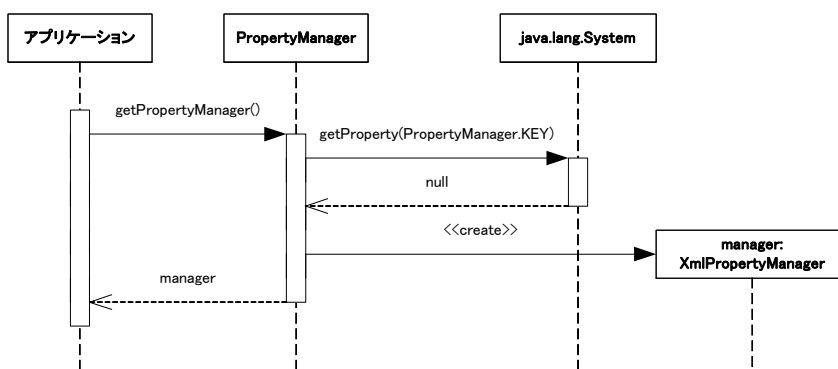 アプリケーション
PropertyManager
java.lang.System
getPropertyManager()
getProperty(PropertyManager.KEY)
null
<<create>>
manager:
XmlPropertyManager
manager